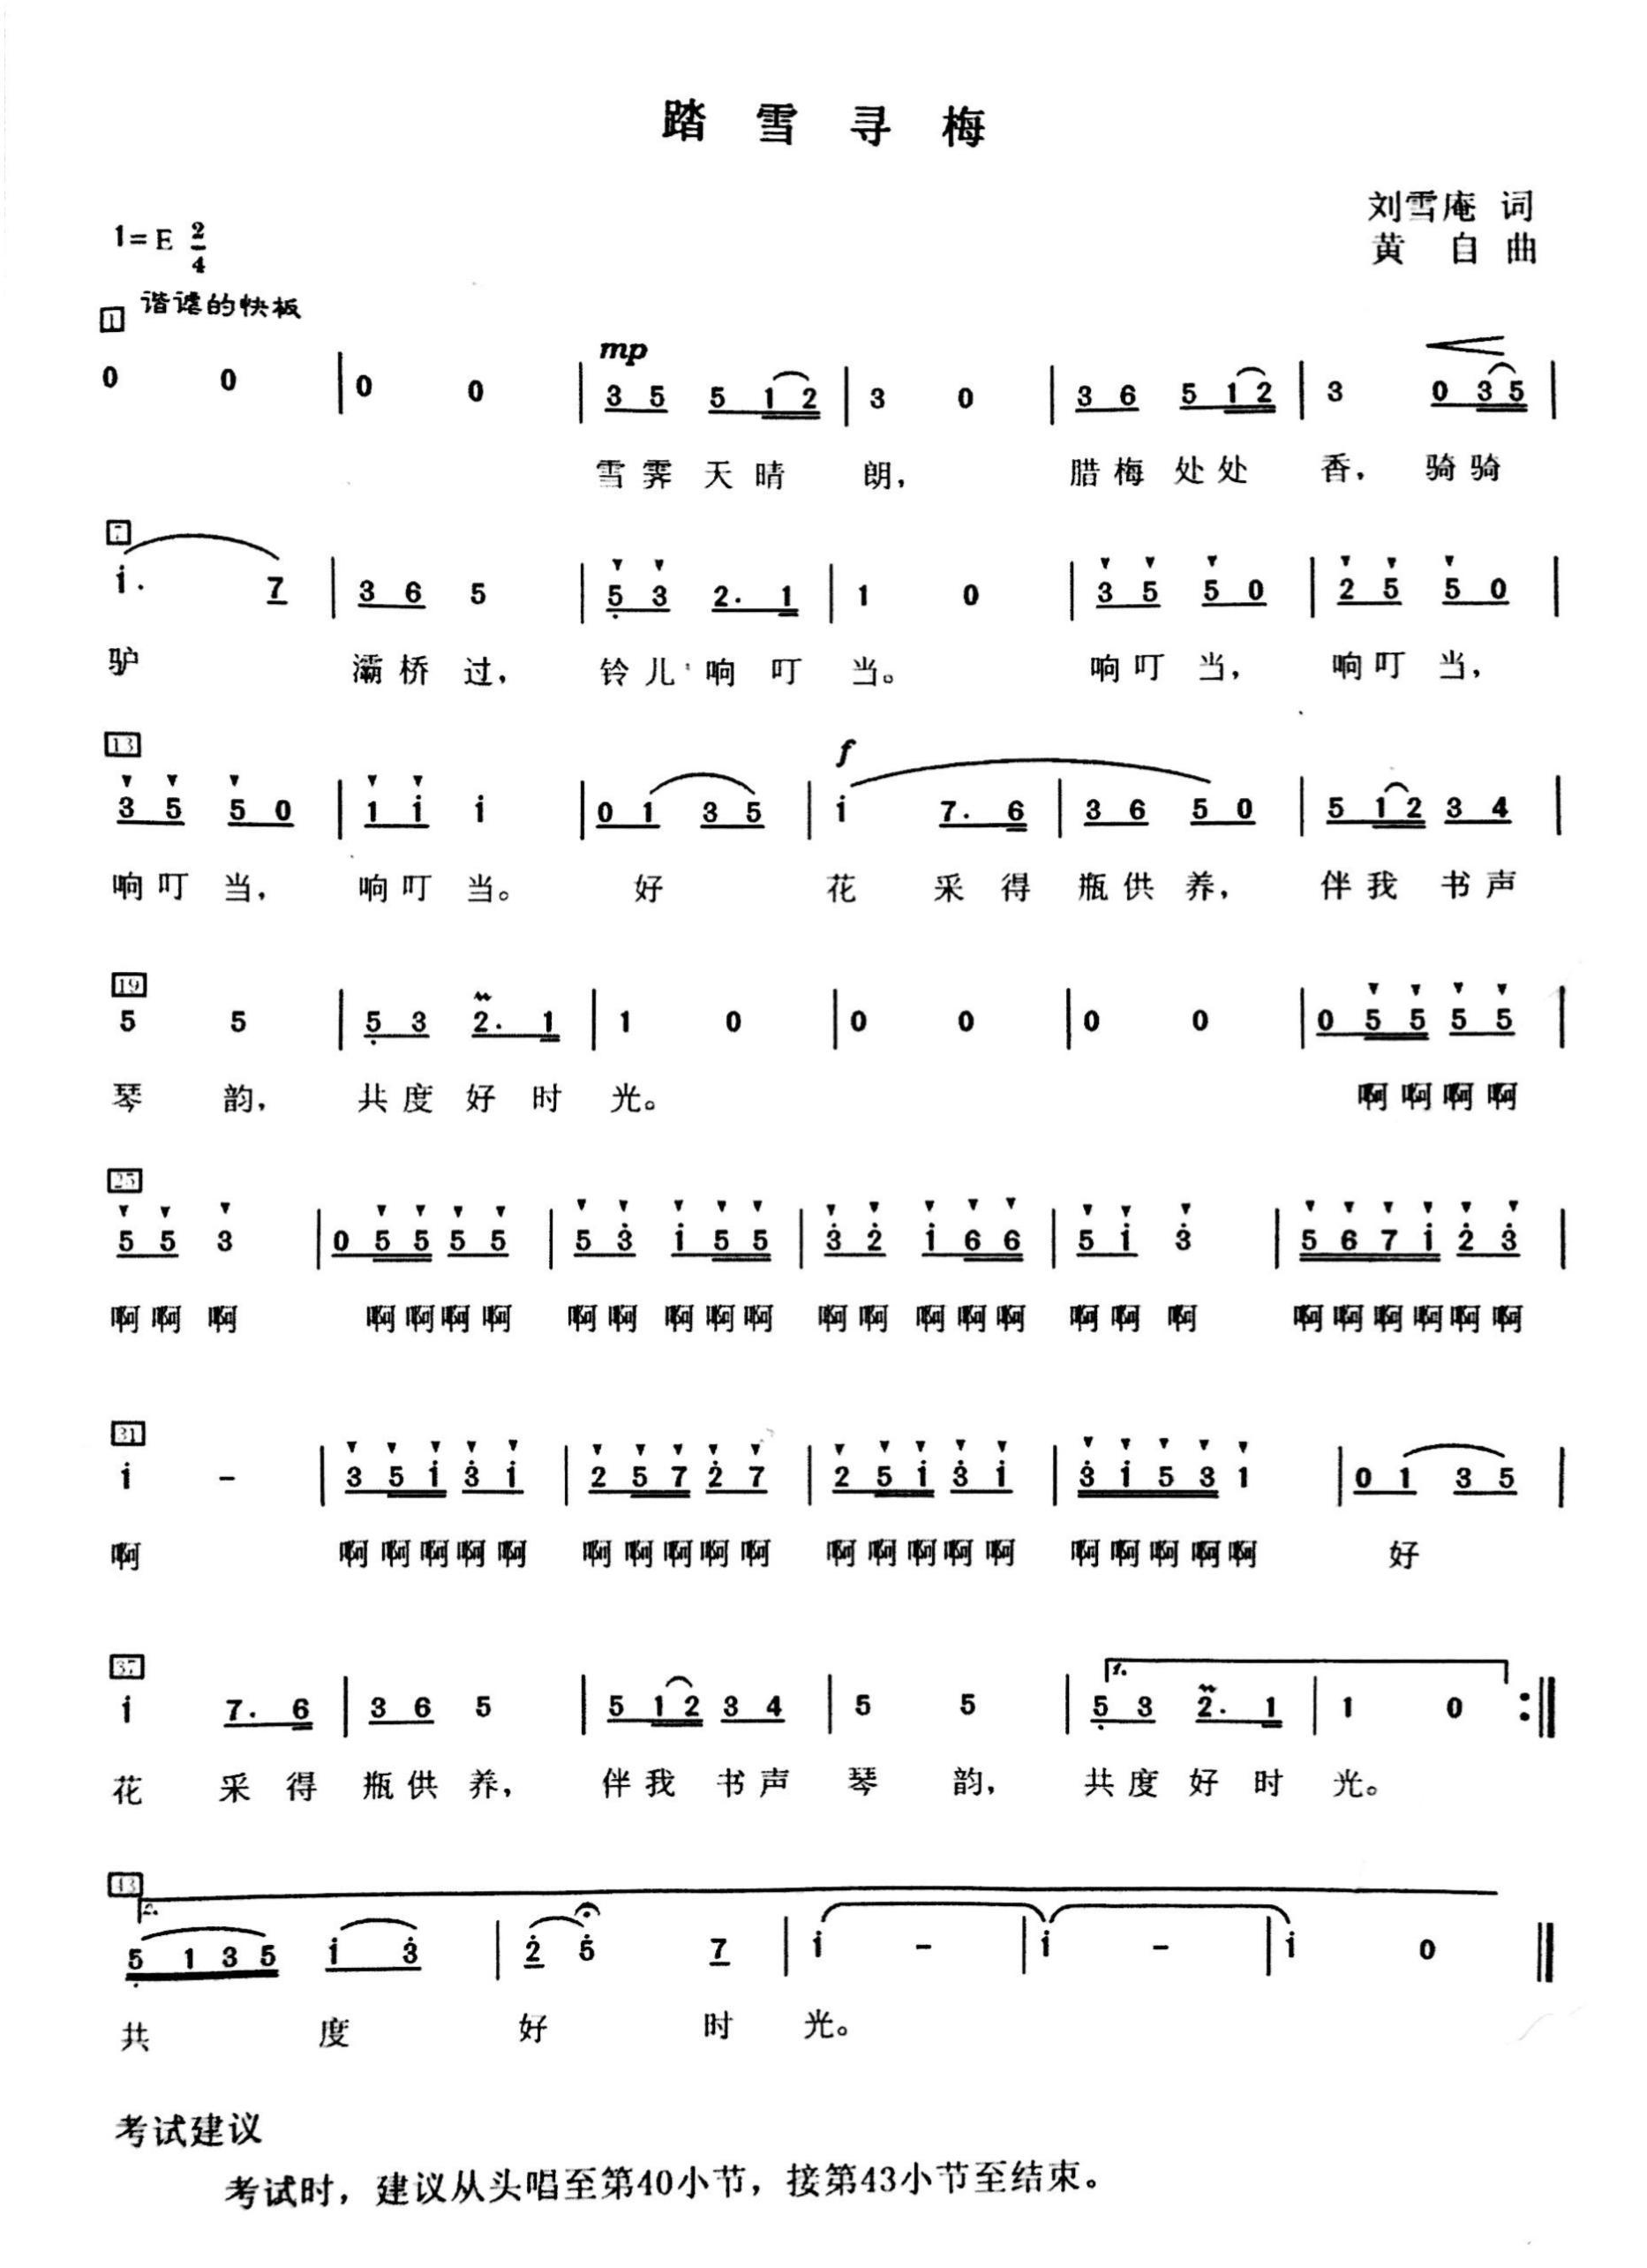 踏雪寻梅
刘雪庵 词
1=E 2/4
黄 自 曲
谐谑的快板
1
mp
0 0 | 0 0 | 3 5 5 1 2 | 3 0 | 3 6 5 1 2 | 3 0 3 5 |
雪霁天晴 朗， 腊梅处处 香， 骑骑
7
i. 7 | 3 6 5 | 5 3 2. 1 | 1 0 | 3 5 5 0 | 2 5 5 0 |
驴 灞桥过， 铃儿响叮 当。 响叮当， 响叮当，
13
f
3 5 5 0 | 1 i i | 0 1 3 5 | i 7. 6 | 3 6 5 0 | 5 1 2 3 4 |
响叮当， 响叮当。 好 花 采得 瓶供养， 伴我书声
19
5 5 | 5 3 2. 1 | 1 0 | 0 0 | 0 0 | 0 5 5 5 5 |
琴 韵， 共度好时 光。 啊啊啊啊
25
5 5 3 | 0 5 5 5 5 | 5 3 i 5 5 | 3 2 i 6 6 | 5 i 3 | 5 6 7 i 2 3 |
啊啊啊 啊啊啊啊 啊啊啊啊啊 啊啊啊啊啊 啊啊啊 啊啊啊啊啊啊
31
i - | 3 5 i 3 i | 2 5 7 2 7 | 2 5 i 3 i | 3 i 5 3 1 | 0 1 3 5 |
啊 啊啊啊啊啊 啊啊啊啊啊 啊啊啊啊啊 啊啊啊啊啊 好
37
1.
i 7. 6 | 3 6 5 | 5 1 2 3 4 | 5 5 | 5 3 2. 1 | 1 0 :||
花 采得 瓶供养， 伴我书声 琴 韵， 共度好时 光。
43
2.
5 1 3 5 i 3 | 2 5 7 | i - | i - | i 0 ||
共 度 好 时 光。
考试建议
考试时，建议从头唱至第40小节，接第43小节至结束。